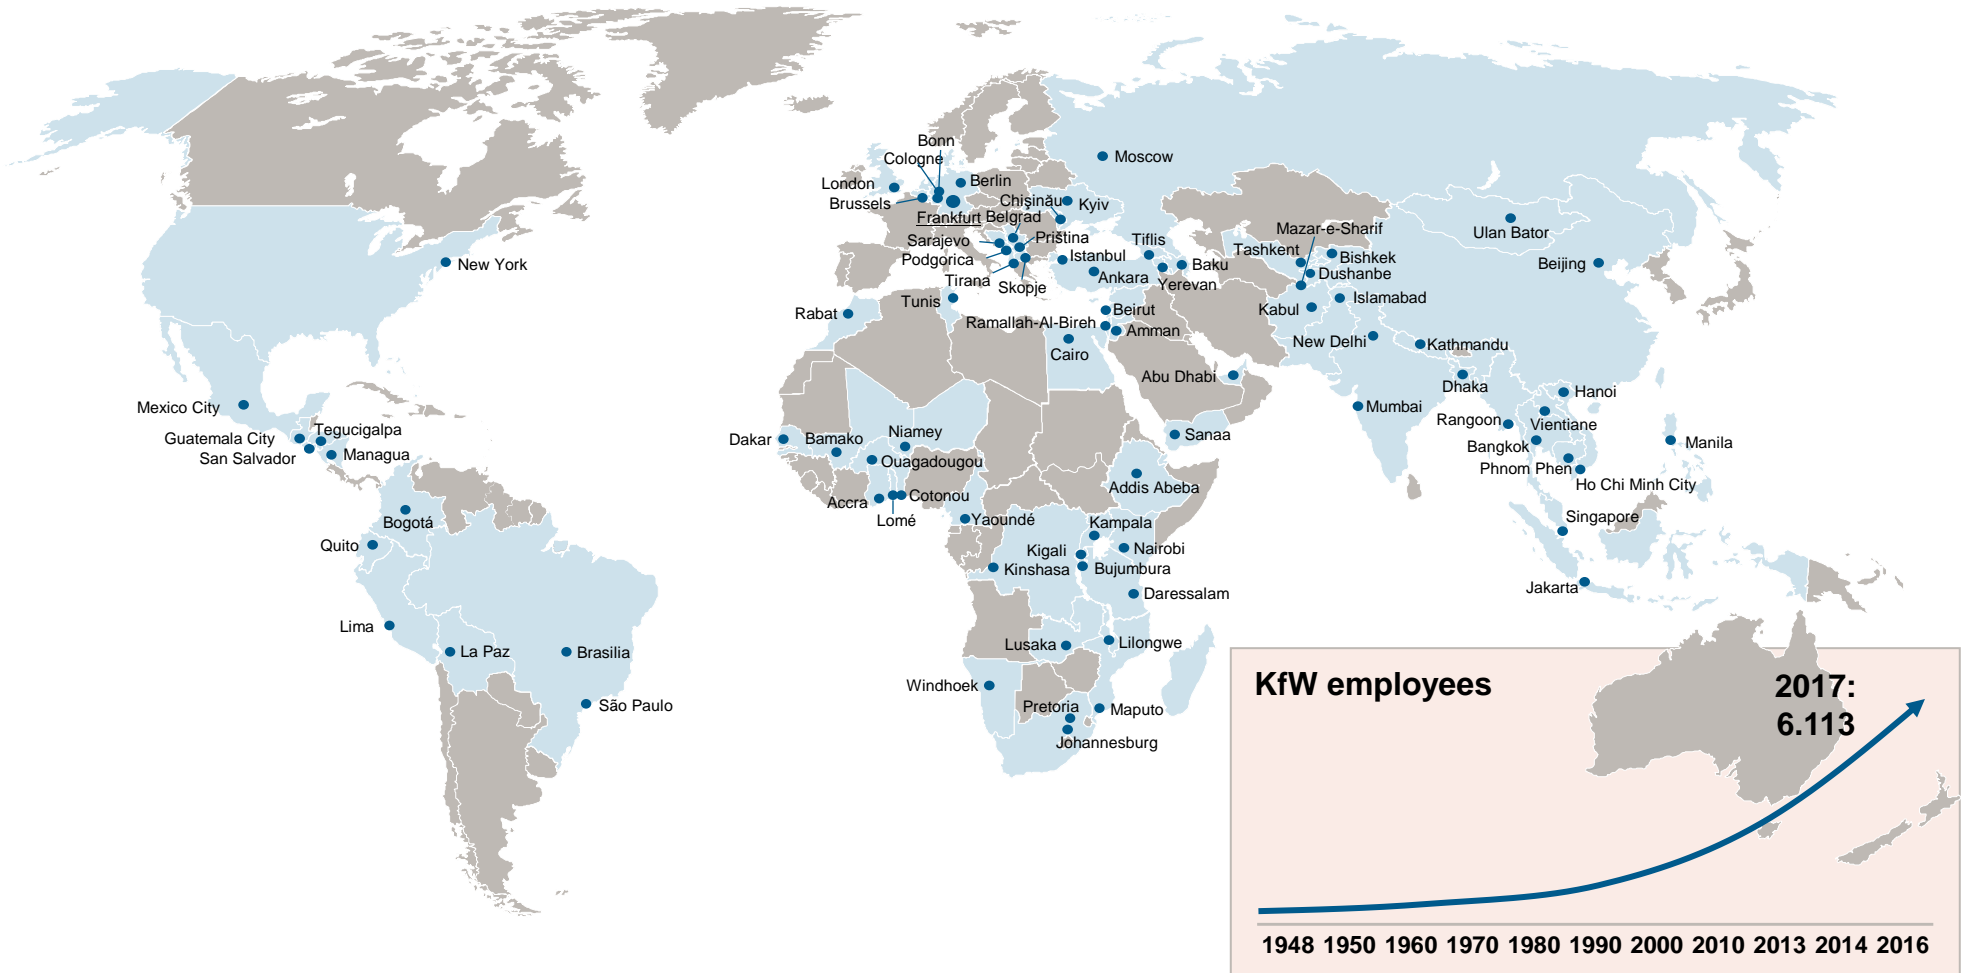 Bonn
Cologne
London
Brussels
Berlin
Frankfurt
Belgrad
Chişinău
Kyiv
Moscow
Sarajevo
Podgorica
Tirana
Skopje
Priština
Istanbul
Ankara
Tiflis
Yerevan
Baku
Tashkent
Mazar-e-Sharif
Bishkek
Dushanbe
Kabul
Islamabad
Ulan Bator
Beijing
New York
Rabat
Tunis
Beirut
Ramallah-Al-Bireh
Amman
Cairo
Abu Dhabi
Sanaa
New Delhi
Kathmandu
Dhaka
Mumbai
Hanoi
Rangoon
Vientiane
Bangkok
Phnom Phen
Ho Chi Minh City
Manila
Singapore
Jakarta
Mexico City
Guatemala City
Tegucigalpa
San Salvador
Managua
Bogotá
Quito
Lima
La Paz
Brasilia
São Paulo
Dakar
Bamako
Niamey
Ouagadougou
Accra
Lomé
Cotonou
Yaoundé
Addis Abeba
Kampala
Kigali
Nairobi
Kinshasa
Bujumbura
Daressalam
Lusaka
Lilongwe
Windhoek
Pretoria
Maputo
Johannesburg
KfW employees
2017:
6.113
1948 1950 1960 1970 1980 1990 2000 2010 2013 2014 2016